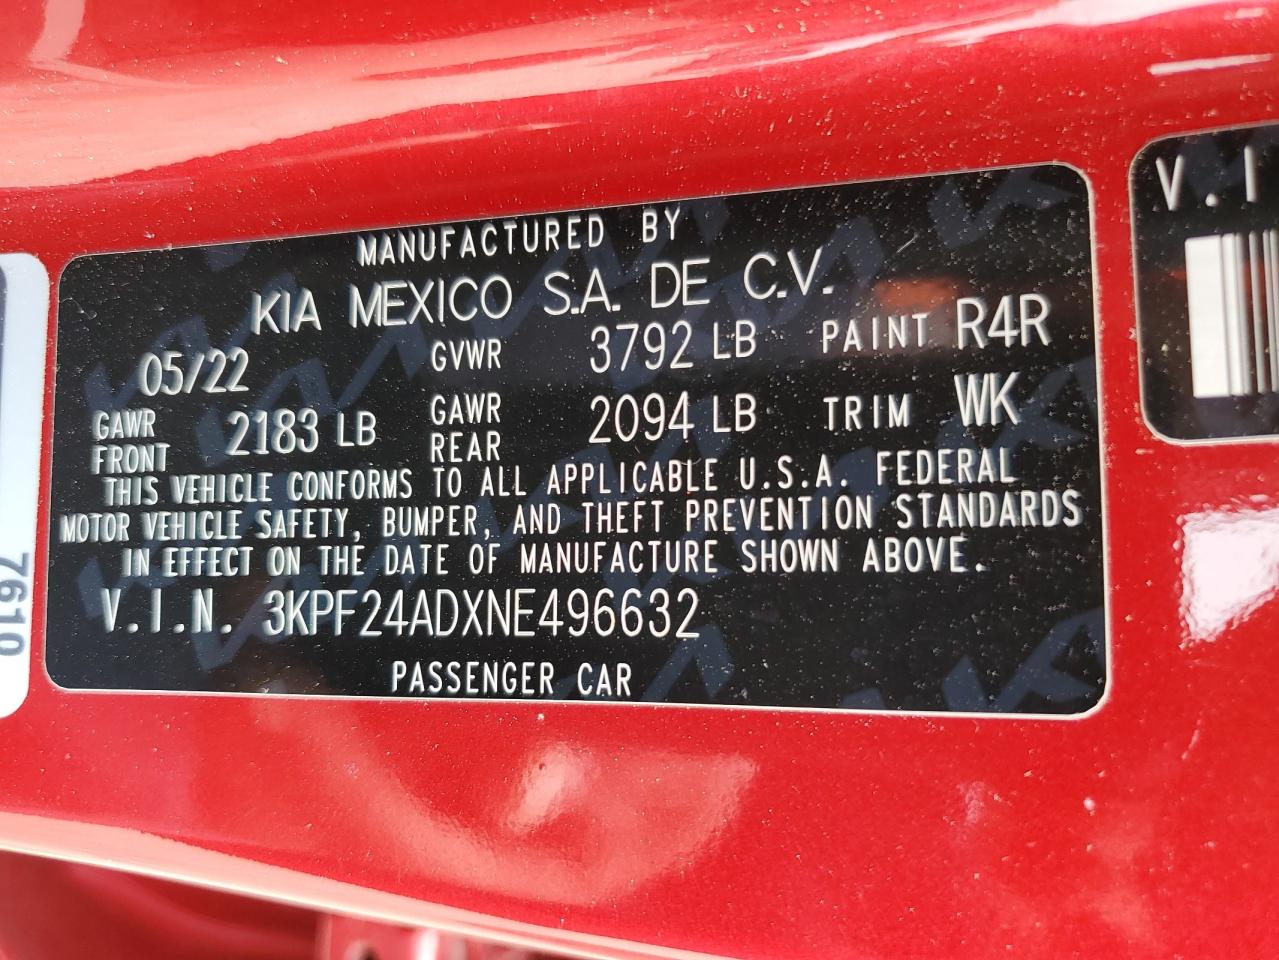 MANUFACTURED BY
KIA MEXICO S.A. DE C.V.
05/22 GVWR 3792 LB PAINT R4R
GAWR FRONT 2183 LB GAWR REAR 2094 LB TRIM WK
THIS VEHICLE CONFORMS TO ALL APPLICABLE U.S.A. FEDERAL
MOTOR VEHICLE SAFETY, BUMPER, AND THEFT PREVENTION STANDARDS
IN EFFECT ON THE DATE OF MANUFACTURE SHOWN ABOVE.
V.I.N. 3KPF24ADXNE496632
PASSENGER CAR
V.I
7610